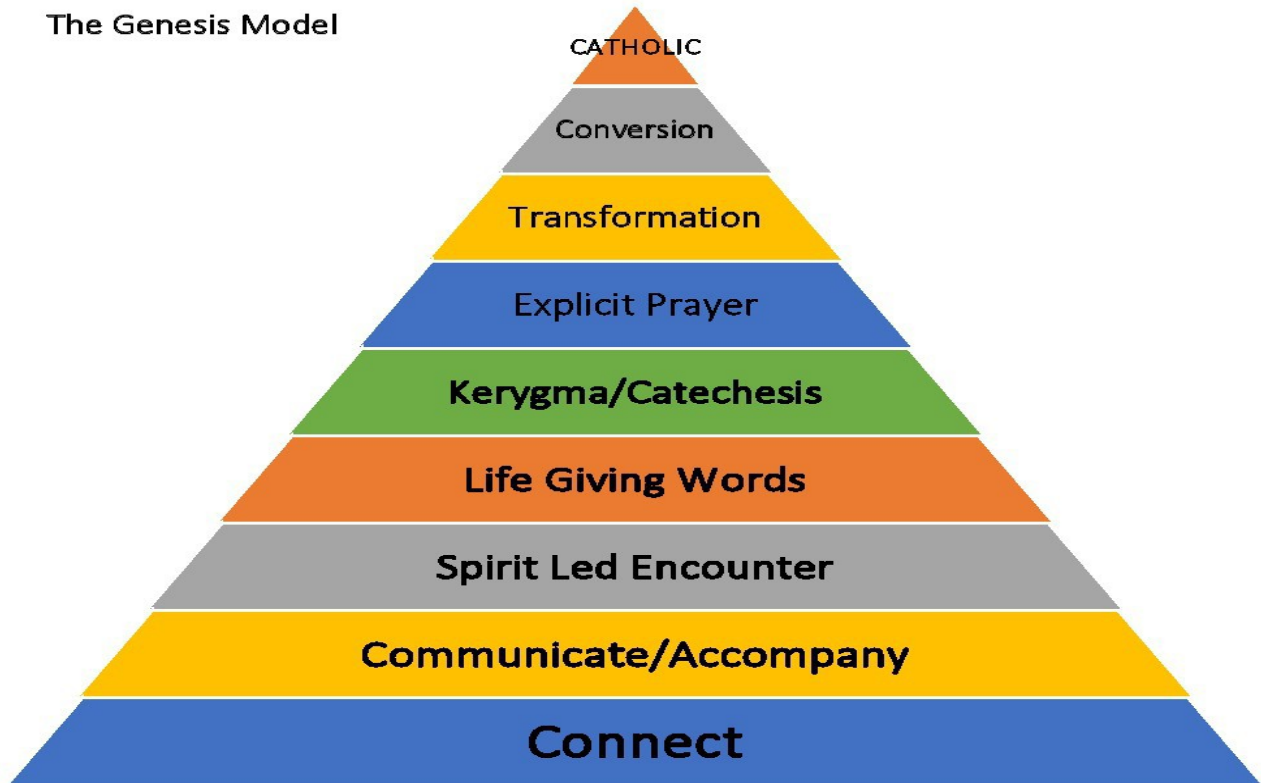 The Genesis Model
CATHOLIC
Conversion
Transformation
Explicit Prayer
Kerygma/Catechesis
Life Giving Words
Spirit Led Encounter
Communicate/Accompany
Connect